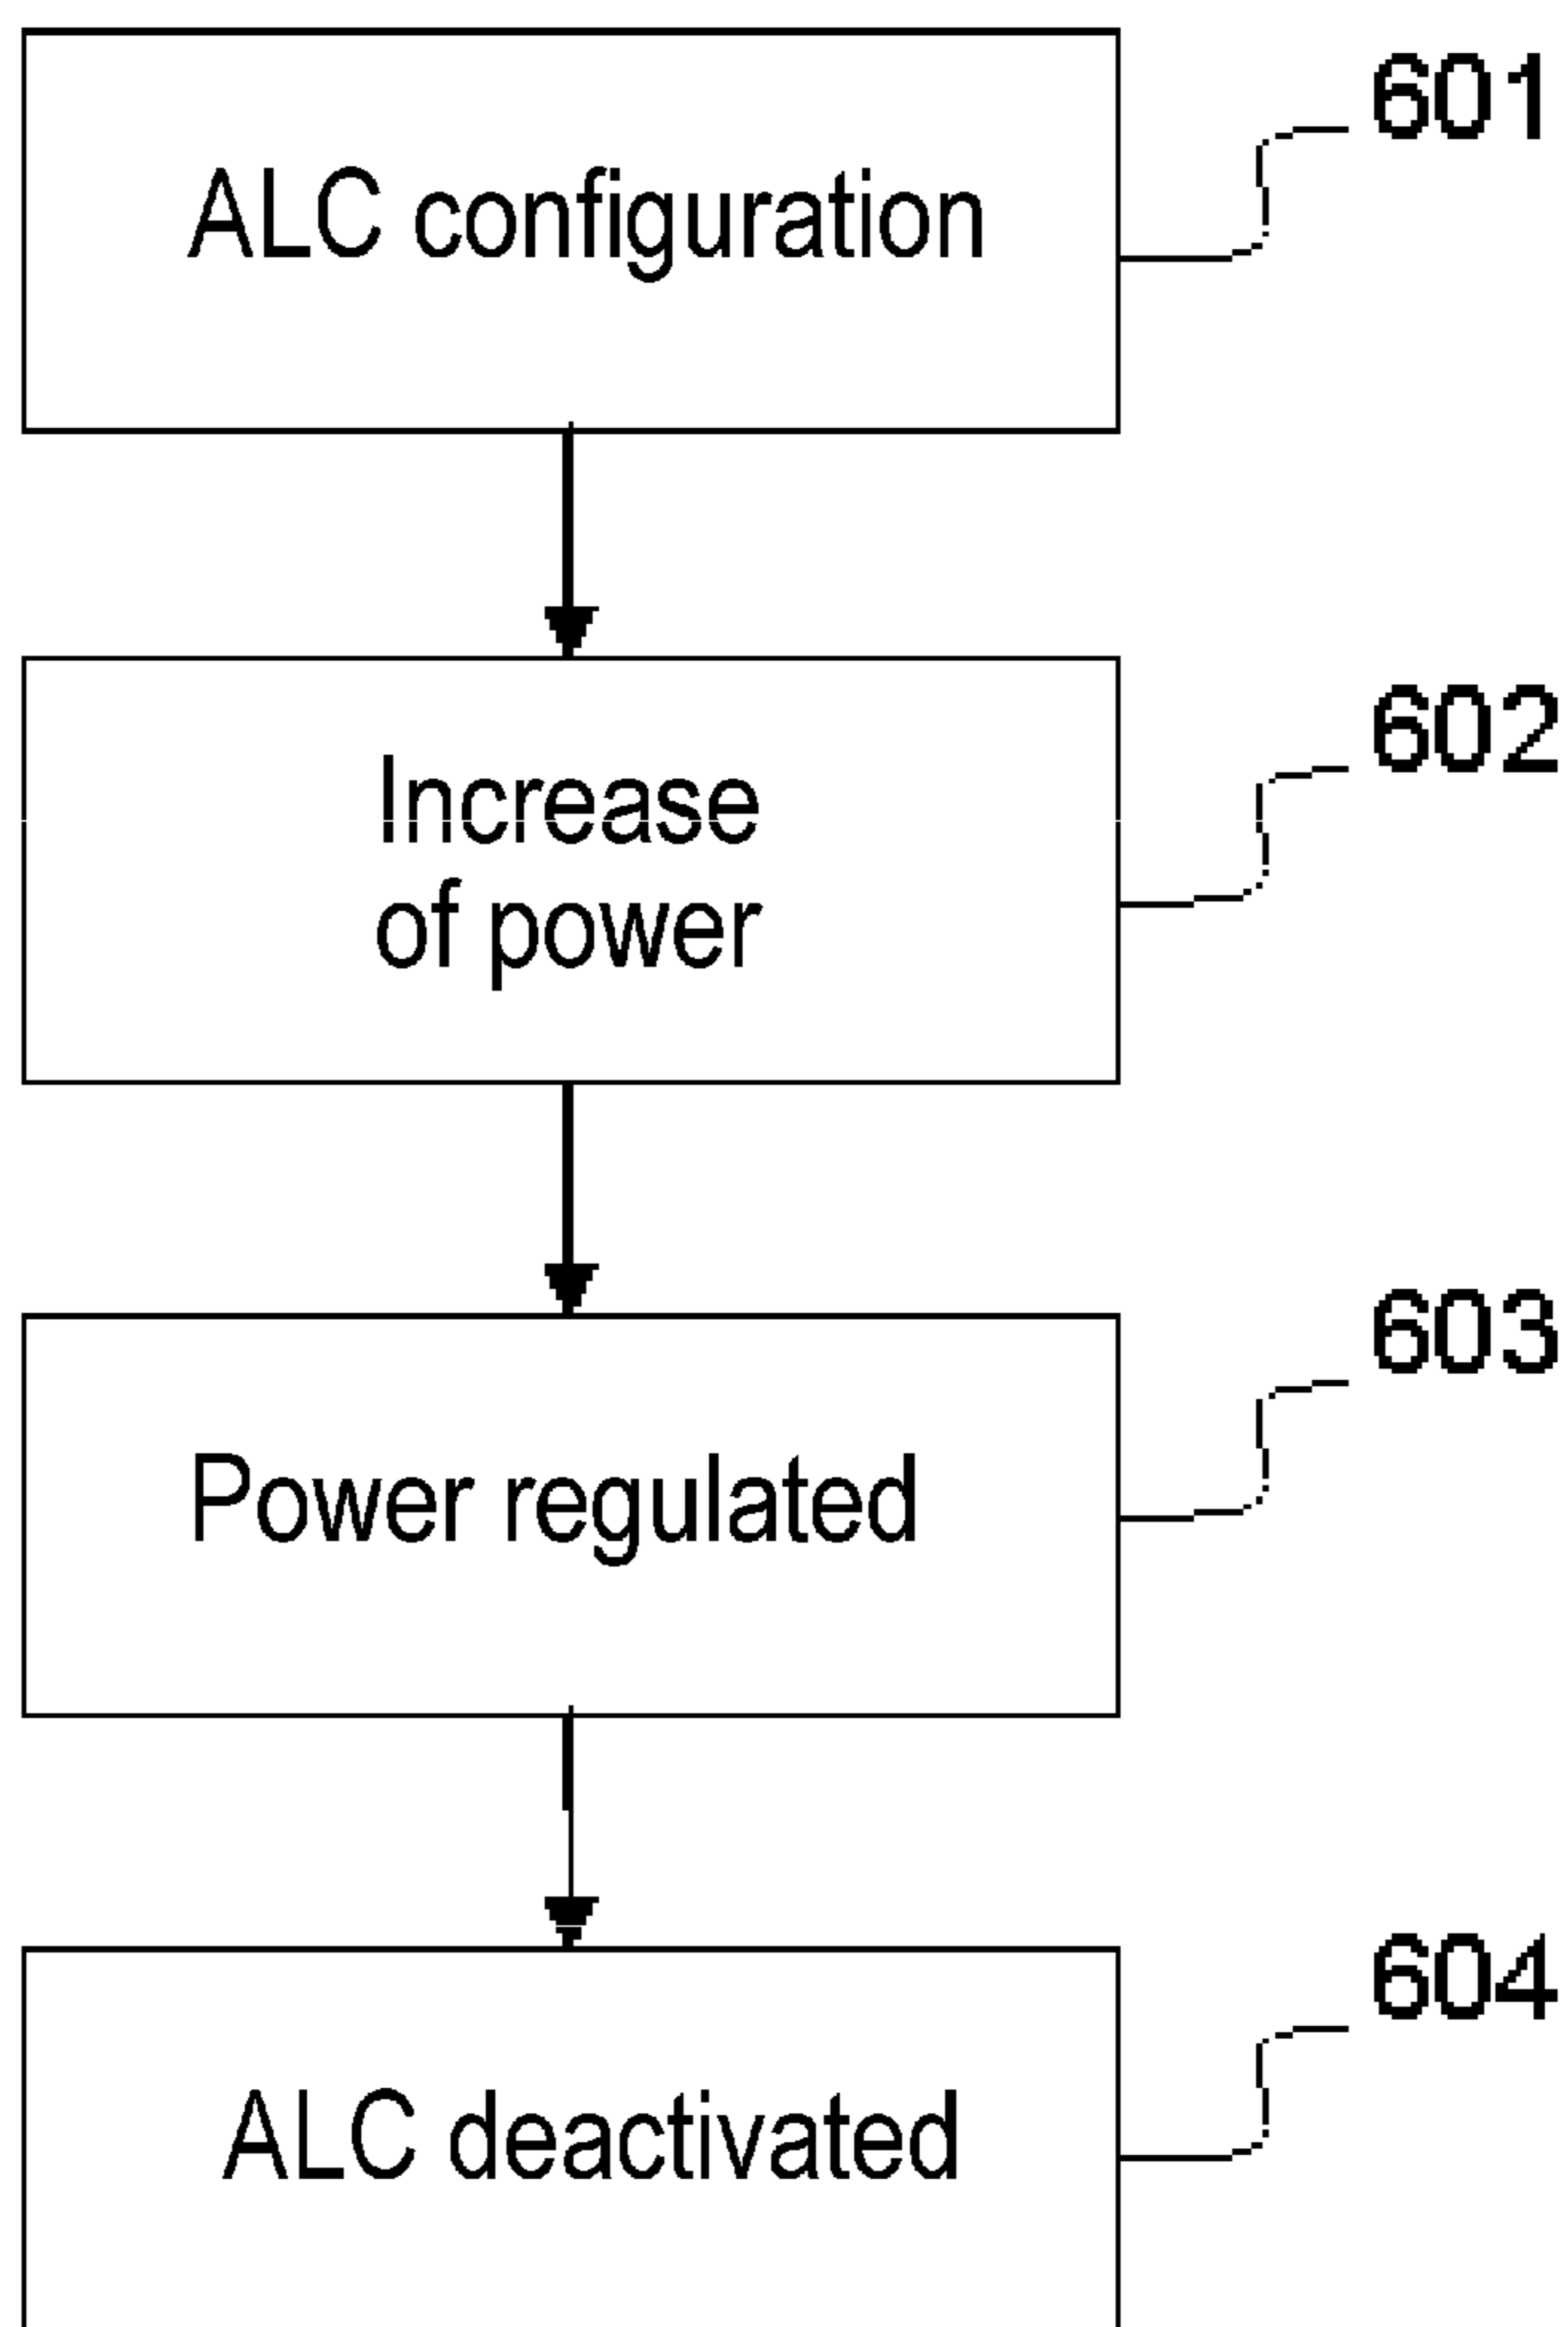 601
ALC configuration
602
Increase
of power
603
Power regulated
604
ALC deactivated